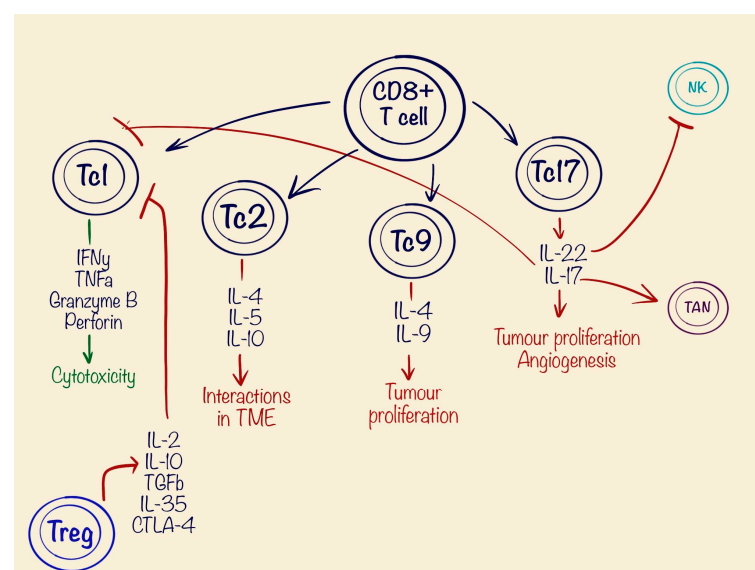 CD8+
T cell
NK
Tc1
Tc2
Tc9
Tc17
IFNy
TNFa
Granzyme B
Perforin
Cytotoxicity
IL-4
IL-5
IL-10
Interactions
in TME
IL-4
IL-9
Tumour
proliferation
IL-22
IL-17
Tumour proliferation
Angiogenesis
TAN
IL-2
IL-10
TGFb
IL-35
CTLA-4
Treg